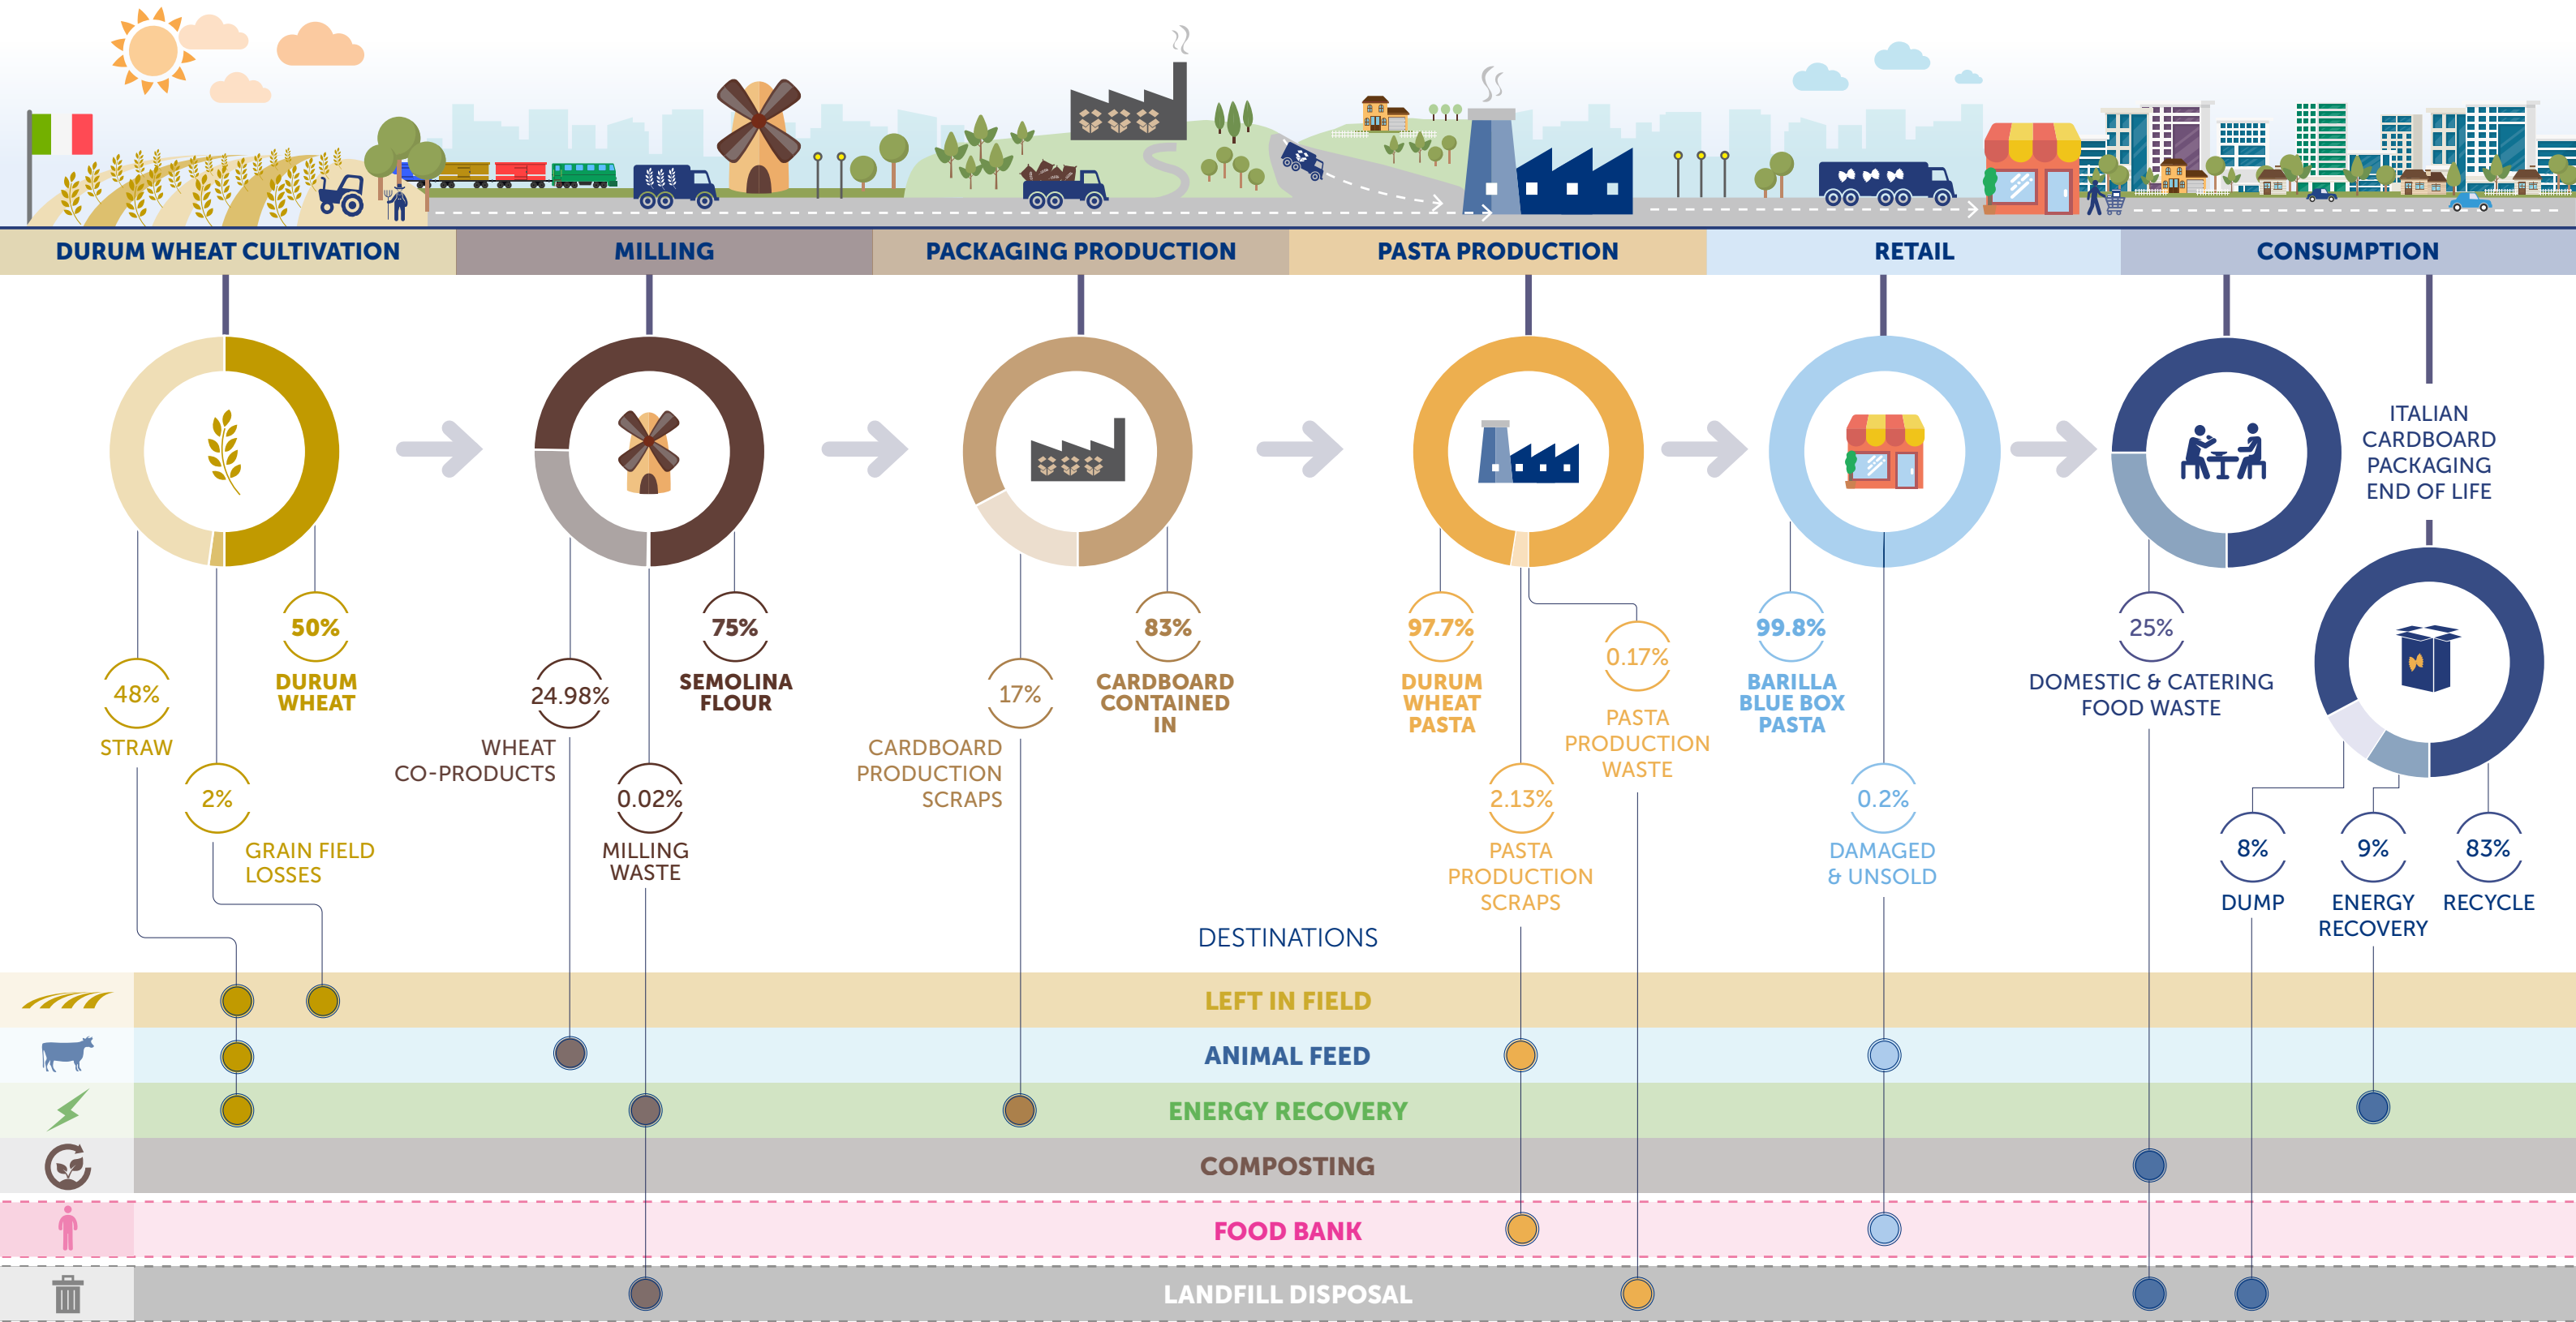 DURUM WHEAT CULTIVATION
MILLING
PACKAGING PRODUCTION
PASTA PRODUCTION
RETAIL
CONSUMPTION
48%
STRAW
2%
GRAIN FIELD
LOSSES
50%
DURUM
WHEAT
24.98%
WHEAT
CO-PRODUCTS
0.02%
MILLING
WASTE
75%
SEMOLINA
FLOUR
17%
CARDBOARD
PRODUCTION
SCRAPS
83%
CARDBOARD
CONTAINED
IN
97.7%
DURUM
WHEAT
PASTA
2.13%
PASTA
PRODUCTION
SCRAPS
0.17%
PASTA
PRODUCTION
WASTE
99.8%
BARILLA
BLUE BOX
PASTA
0.2%
DAMAGED
& UNSOLD
25%
DOMESTIC & CATERING
FOOD WASTE
ITALIAN
CARDBOARD
PACKAGING
END OF LIFE
8%
DUMP
9%
ENERGY
RECOVERY
83%
RECYCLE
DESTINATIONS
LEFT IN FIELD
ANIMAL FEED
ENERGY RECOVERY
COMPOSTING
FOOD BANK
LANDFILL DISPOSAL